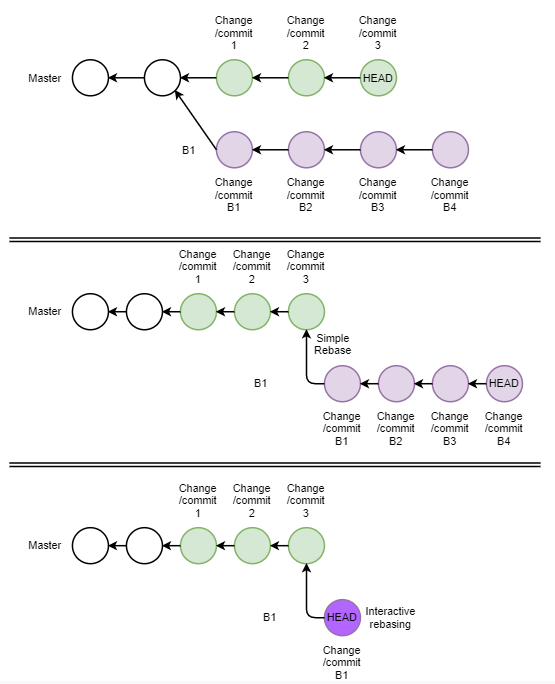 Change
/commit
1
Change
/commit
2
Change
/commit
3
Master
HEAD
B1
Change
/commit
B1
Change
/commit
B2
Change
/commit
B3
Change
/commit
B4
Change
/commit
1
Change
/commit
2
Change
/commit
3
Master
Simple
Rebase
B1
HEAD
Change
/commit
B1
Change
/commit
B2
Change
/commit
B3
Change
/commit
B4
Change
/commit
1
Change
/commit
2
Change
/commit
3
Master
B1
HEAD
Interactive
rebasing
Change
/commit
B1